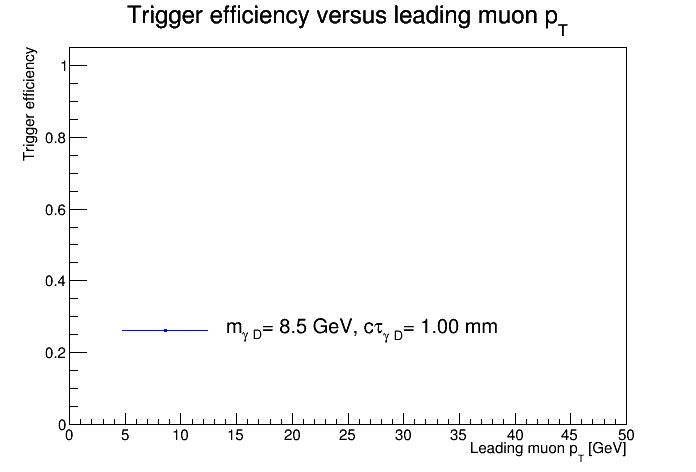 Trigger efficiency versus leading muon p_T
Trigger efficiency
1
0.8
0.6
0.4
0.2
0
m_γ D= 8.5 GeV, cτ_γ D= 1.00 mm
0 5 10 15 20 25 30 35 40 45 50
Leading muon p_T [GeV]